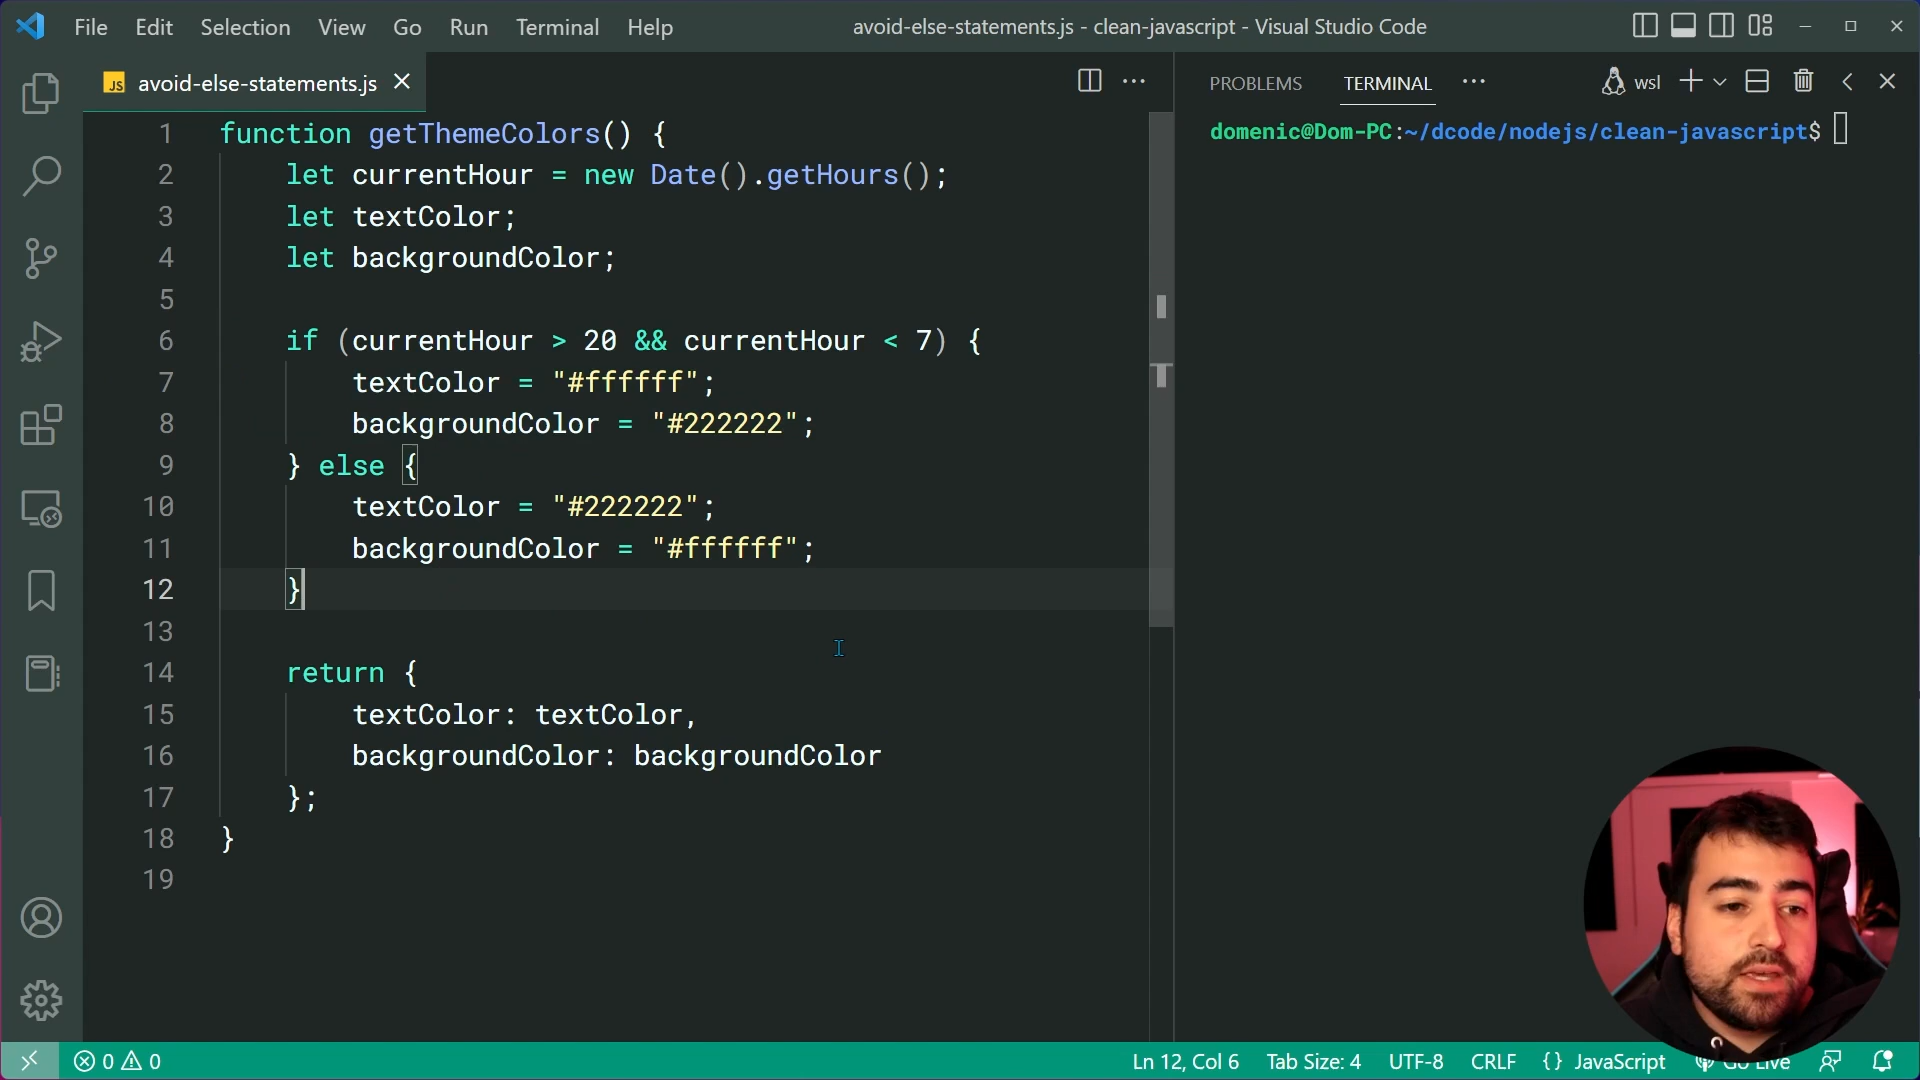 File Edit Selection View Go Run Terminal Help
avoid-else-statements.js - clean-javascript - Visual Studio Code
JS avoid-else-statements.js
PROBLEMS TERMINAL
wsl
domenic@Dom-PC:~/dcode/nodejs/clean-javascript$
1 function getThemeColors() {
2 let currentHour = new Date().getHours();
3 let textColor;
4 let backgroundColor;
5
6 if (currentHour > 20 && currentHour < 7) {
7 textColor = "#ffffff";
8 backgroundColor = "#222222";
9 } else {
10 textColor = "#222222";
11 backgroundColor = "#ffffff";
12 }
13
14 return {
15 textColor: textColor,
16 backgroundColor: backgroundColor
17 };
18 }
19
0 0
Ln 12, Col 6 Tab Size: 4 UTF-8 CRLF {} JavaScript Go Live